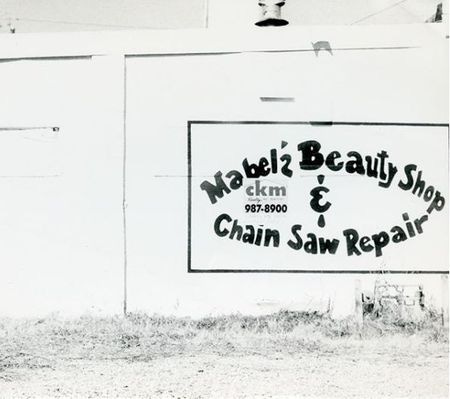 Mabel'z Beauty Shop
&
Chain Saw Repair
ckm
987-8900